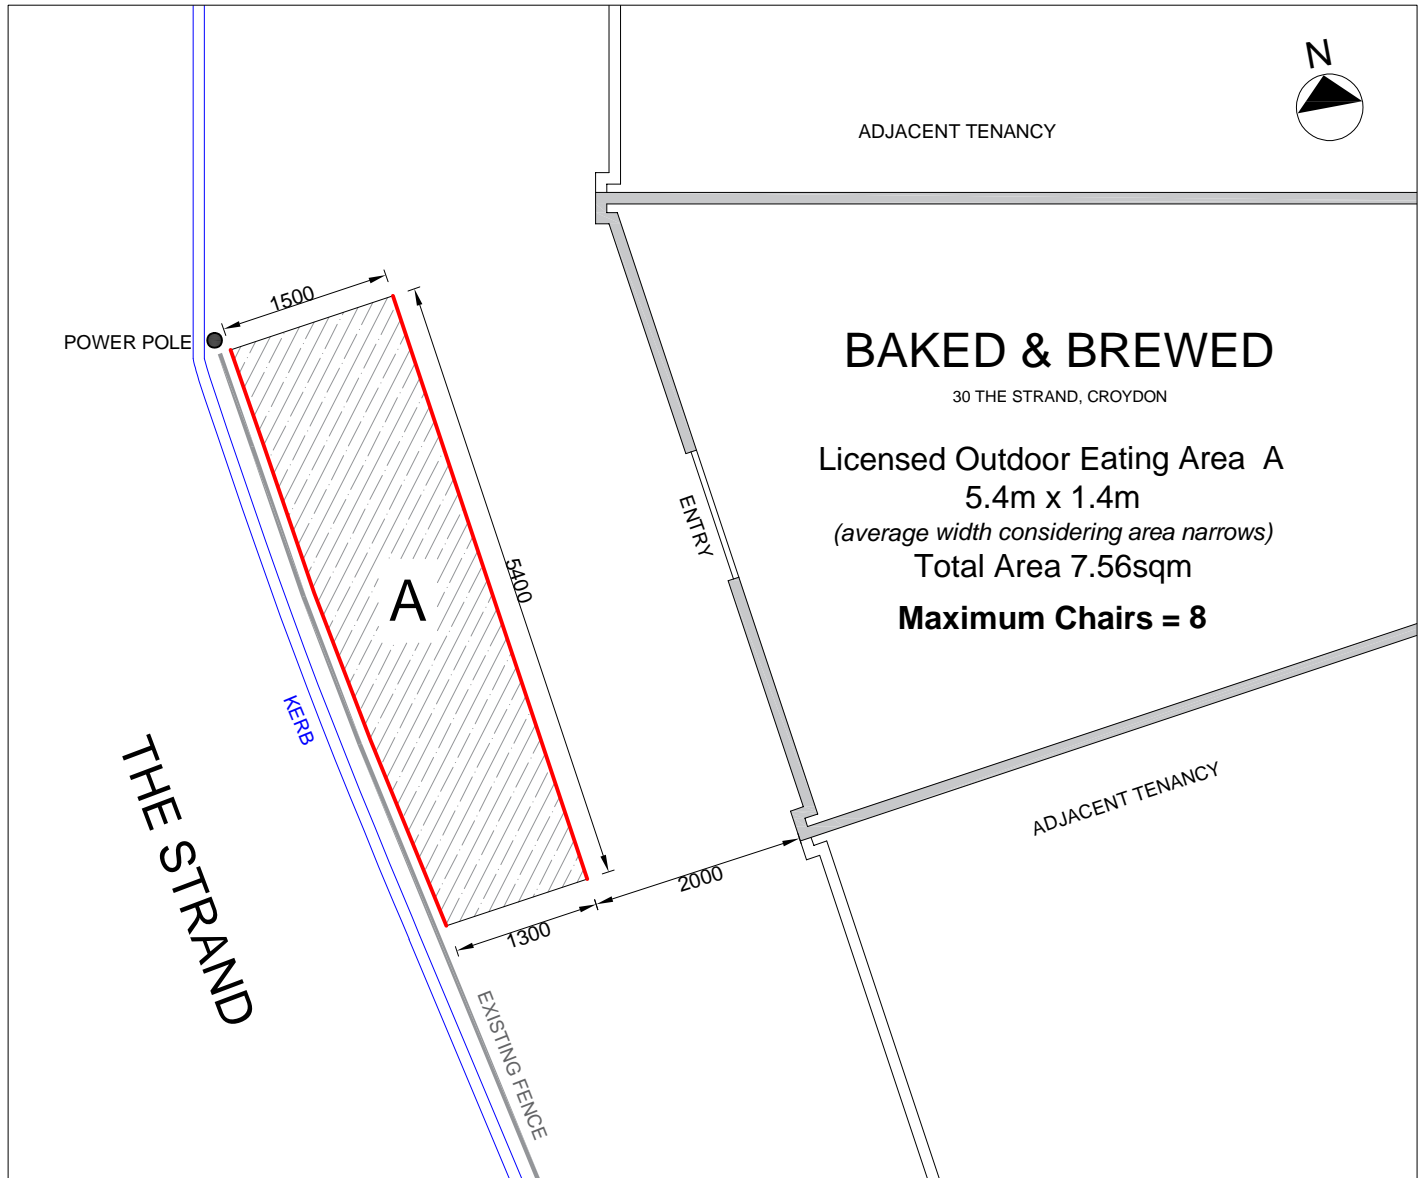 N
ADJACENT TENANCY
1500
POWER POLE
BAKED & BREWED
30 THE STRAND, CROYDON
Licensed Outdoor Eating Area A
5.4m x 1.4m
(average width considering area narrows)
Total Area 7.56sqm
Maximum Chairs = 8
ENTRY
5400
A
KERB
THE STRAND
ADJACENT TENANCY
2000
1300
EXISTING FENCE